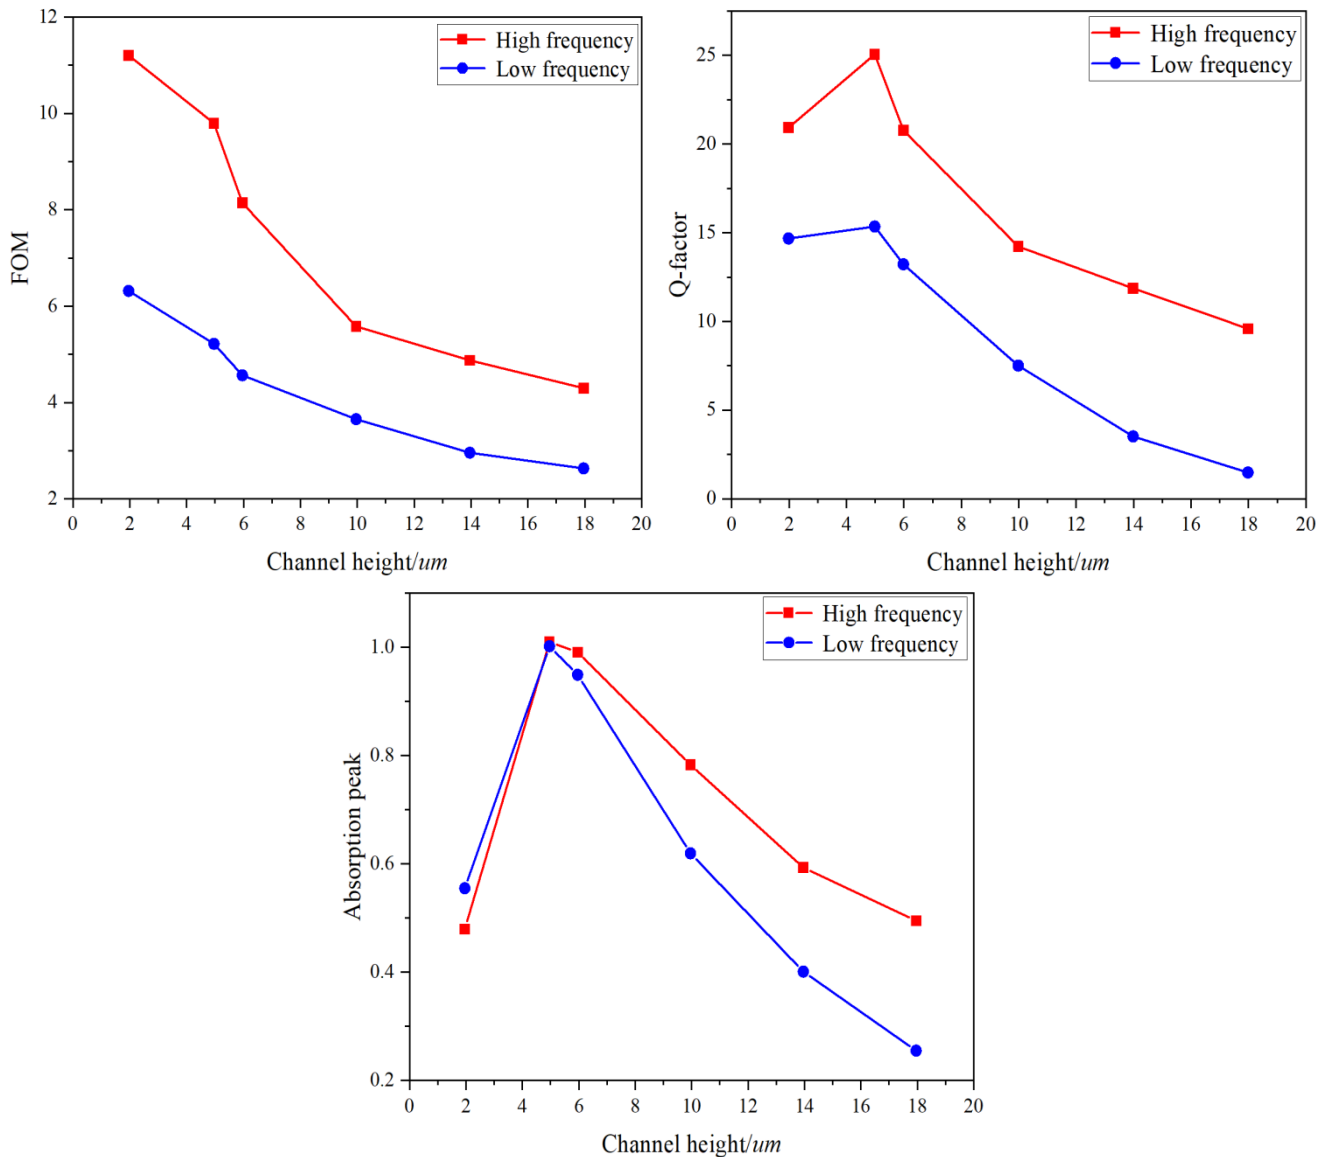 12
10
8
6
4
2
0 2 4 6 8 10 12 14 16 18 20
FOM
Channel height/um
High frequency
Low frequency
25
20
15
10
5
0
0 2 4 6 8 10 12 14 16 18 20
Q-factor
Channel height/um
High frequency
Low frequency
1.0
0.8
0.6
0.4
0.2
0 2 4 6 8 10 12 14 16 18 20
Absorption peak
Channel height/um
High frequency
Low frequency